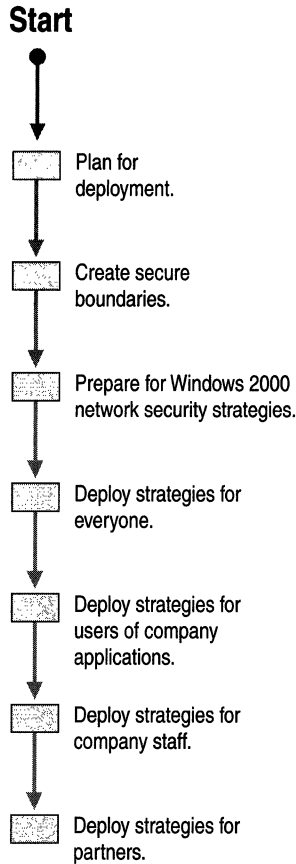 Start
Plan for
deployment.
Create secure
boundaries.
Prepare for Windows 2000
network security strategies.
Deploy strategies for
everyone.
Deploy strategies for
users of company
applications.
Deploy strategies for
company staff.
Deploy strategies for
partners.